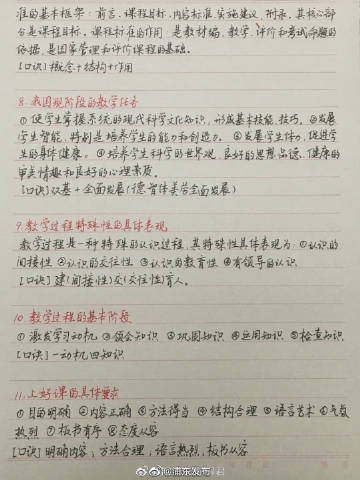 准的基本框架：前言、课程目标、内容标准、实施建议、附录。其核心部
分是课程目标。课程标准的作用：是教材编、教学、评价和考试命题的
依据，是国家管理和评价课程的基础。
[口诀] 概念+结构+作用
8.我国现阶段的教学任务
①使学生掌握系统的现代科学文化知识，形成基本技能、技巧。②发展
学生智能，特别是培养学生的能力和创造力。③发展学生体力，促进学
生的身体健康。④培养学生科学的世界观，良好的思想品德，健康的
审美情趣和良好的心理素质。
[口诀]双基+全面发展(德智体美劳全面发展)
9.教学过程特殊性的具体表现
教学过程是一种特殊的认识过程，其特殊性具体表现为：①认识的
间接性 ②认识的交往性 ③认识的教育性 ④有领导的认识
[口诀]建(间接性)交(交往性)育人。
10.教学过程的基本阶段
①激发学习动机 ②领会知识 ③巩固知识 ④运用知识 ⑤检查知识
[口诀]一动机四知识
11.上好课的具体要求
①目的明确 ②内容正确 ③方法得当 ④结构合理 ⑤语言艺术 ⑥气氛
热烈 ⑦板书有序 ⑧态度从容
[口诀]明确内容，方法合理，语言热烈，板书从容
@浦东发布